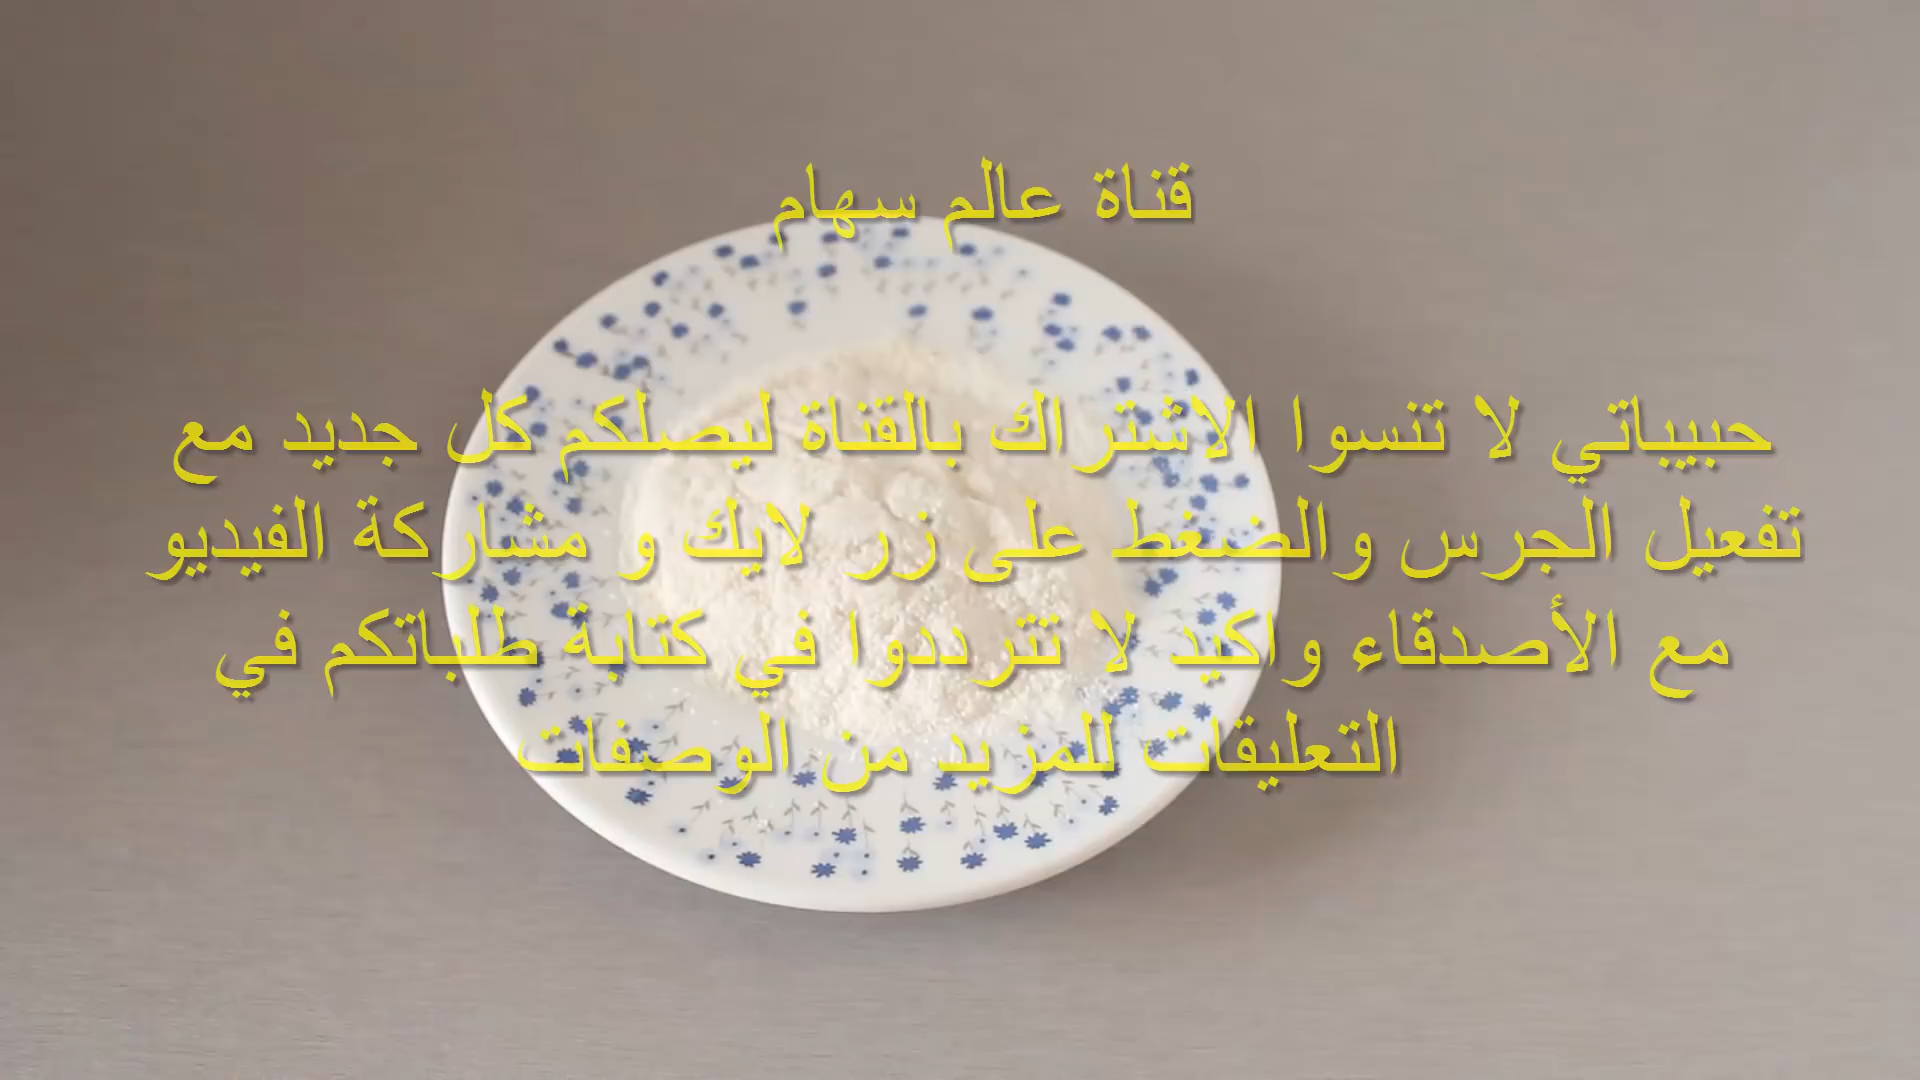 قناة عالم سهام
حبيباتي لا تنسوا الاشتراك بالقناة ليصلكم كل جديد مع
تفعيل الجرس والضغط على زر لايك و مشاركة الفيديو
مع الأصدقاء واكيد لا تترددوا في كتابة طلباتكم في
التعليقات للمزيد من الوصفات